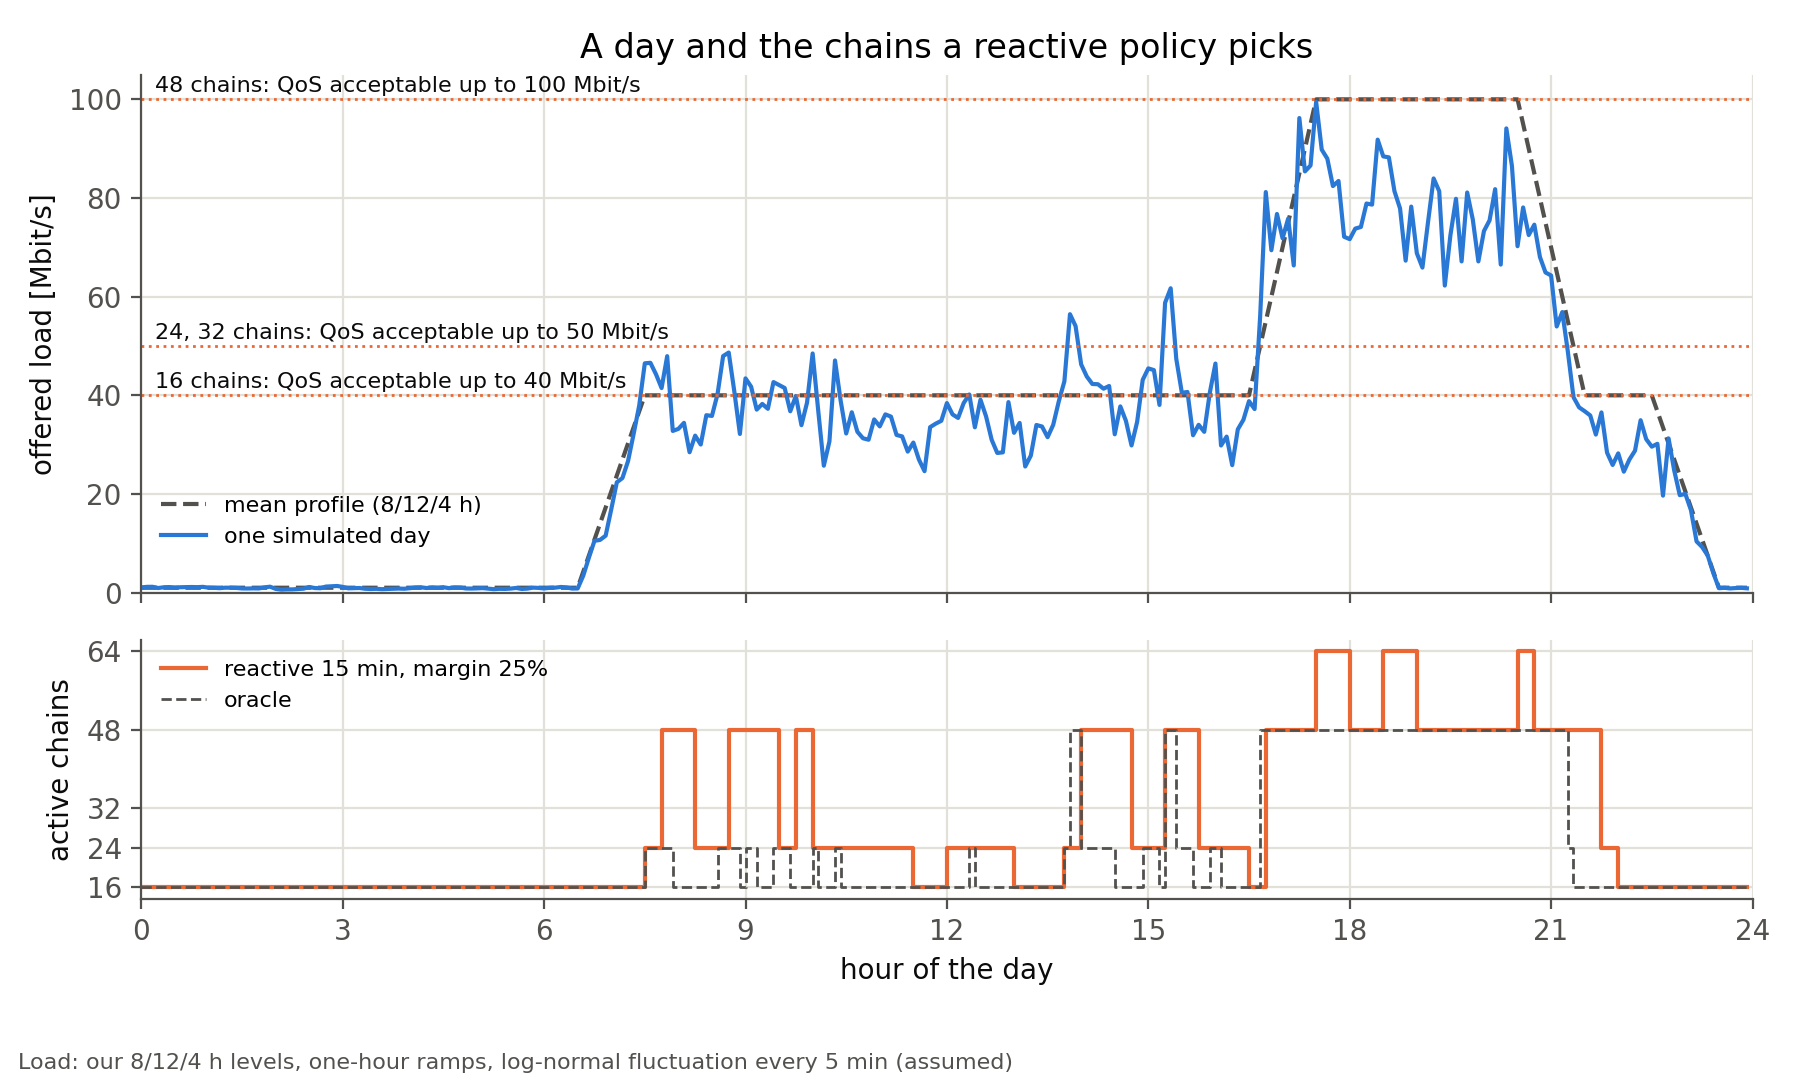 A day and the chains a reactive policy picks
offered load [Mbit/s]
100
80
60
40
20
0
48 chains: QoS acceptable up to 100 Mbit/s
24, 32 chains: QoS acceptable up to 50 Mbit/s
16 chains: QoS acceptable up to 40 Mbit/s
mean profile (8/12/4 h)
one simulated day
active chains
64
48
32
24
16
reactive 15 min, margin 25%
oracle
0 3 6 9 12 15 18 21 24
hour of the day
Load: our 8/12/4 h levels, one-hour ramps, log-normal fluctuation every 5 min (assumed)